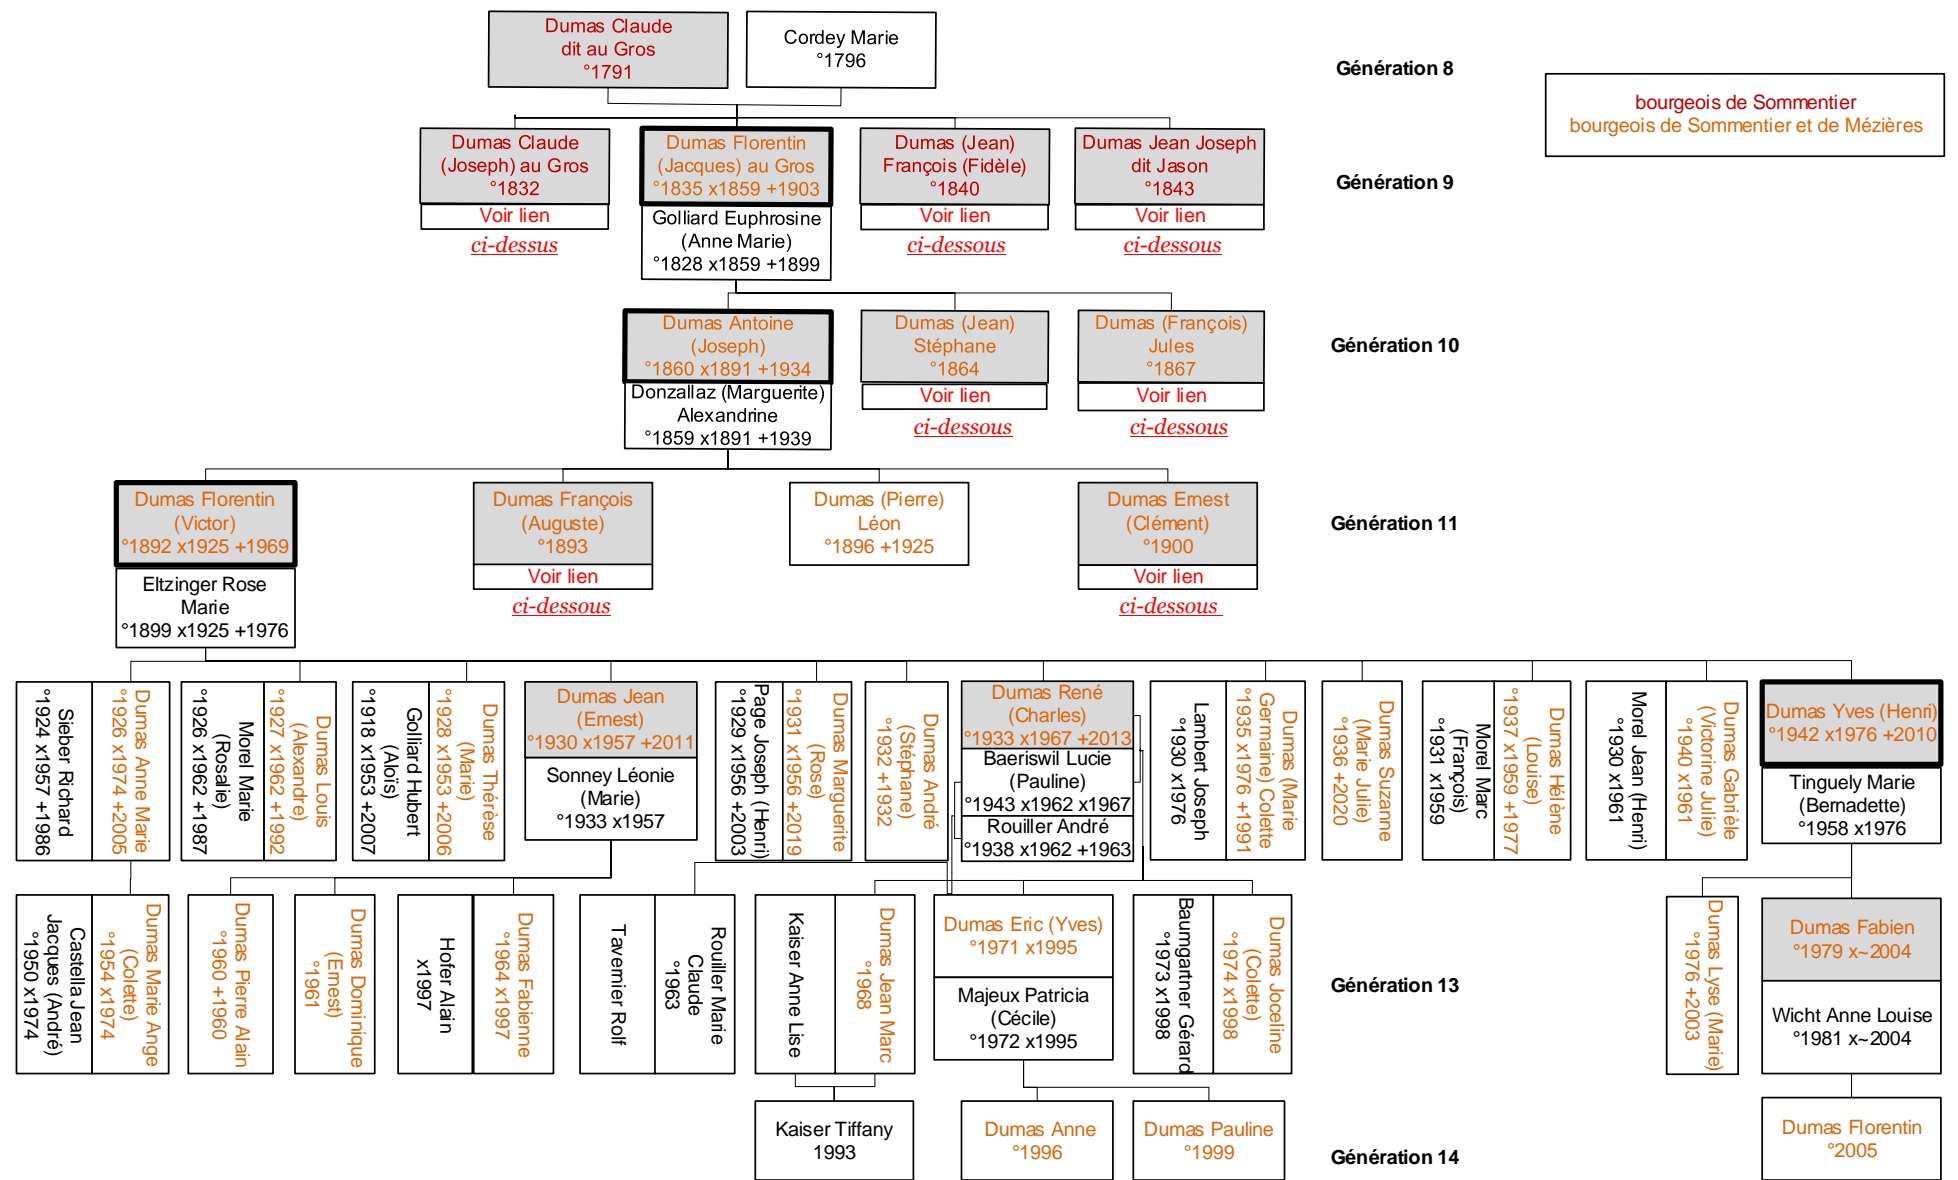 Dumas Claude
dit au Gros
°1791
Cordey Marie
°1796
Génération 8
bourgeois de Sommentier
bourgeois de Sommentier et de Mézières
Dumas Claude
(Joseph) au Gros
°1832
Voir lien
ci-dessus
Dumas Florentin
(Jacques) au Gros
°1835 x1859 +1903
Golliard Euphrosine
(Anne Marie)
°1828 x1859 +1899
Dumas (Jean)
François (Fidèle)
°1840
Voir lien
ci-dessous
Dumas Jean Joseph
dit Jason
°1843
Voir lien
ci-dessous
Génération 9
Dumas Antoine
(Joseph)
°1860 x1891 +1934
Donzallaz (Marguerite)
Alexandrine
°1859 x1891 +1939
Dumas (Jean)
Stéphane
°1864
Voir lien
ci-dessous
Dumas (François)
Jules
°1867
Voir lien
ci-dessous
Génération 10
Dumas Florentin
(Victor)
°1892 x1925 +1969
Eltzinger Rose
Marie
°1899 x1925 +1976
Dumas François
(Auguste)
°1893
Voir lien
ci-dessous
Dumas (Pierre)
Léon
°1896 +1925
Dumas Ernest
(Clément)
°1900
Voir lien
ci-dessous
Génération 11
Sieber Richard
°1924 x1957 +1986
Dumas Anne Marie
°1926 x1974 +2005
Morel Marie
(Rosalie)
°1926 x1962 +1987
Dumas Louis
(Alexandre)
°1927 x1962 +1992
Golliard Hubert
(Aloïs)
°1918 x1953 +2007
Dumas Thérèse
(Marie)
°1928 x1953 +2006
Dumas Jean
(Ernest)
°1930 x1957 +2011
Sonney Léonie
(Marie)
°1933 x1957
Page Joseph (Henri)
°1929 x1956 +2003
Dumas Marguerite
(Rose)
°1931 x1956 +2019
Dumas André
(Stéphane)
°1932 +1932
Dumas René
(Charles)
°1933 x1967 +2013
Baeriswil Lucie
(Pauline)
°1943 x1962 x1967
Rouiller André
°1938 x1962 +1963
Lambert Joseph
°1930 x1976
Dumas (Marie
Germaine) Colette
°1935 x1976 +1991
Dumas Suzanne
(Marie Julie)
°1936 +2020
Morel Marc
(François)
°1931 x1959
Dumas Hélène
(Louise)
°1937 x1959 +1977
Morel Jean (Henri)
°1930 x1961
Dumas Gabrièle
(Victorine Julie)
°1940 x1961
Dumas Yves (Henri)
°1942 x1976 +2010
Tinguely Marie
(Bernadette)
°1958 x1976
Castella Jean
Jacques (André)
°1950 x1974
Dumas Marie Ange
(Colette)
°1954 x1974
Dumas Pierre Alain
°1960 +1960
Dumas Dominique
(Ernest)
°1961
Hofer Alain
x1997
Dumas Fabienne
°1964 x1997
Tavernier Rolf
Rouiller Marie
Claude
°1963
Kaiser Anne Lise
Dumas Jean Marc
°1968
Dumas Eric (Yves)
°1971 x1995
Majeux Patricia
(Cécile)
°1972 x1995
Baumgartner Gérard
°1973 x1998
Dumas Joceline
(Colette)
°1974 x1998
Génération 13
Dumas Lyse (Marie)
°1976 +2003
Dumas Fabien
°1979 x~2004
Wicht Anne Louise
°1981 x~2004
Kaiser Tiffany
1993
Dumas Anne
°1996
Dumas Pauline
°1999
Génération 14
Dumas Florentin
°2005